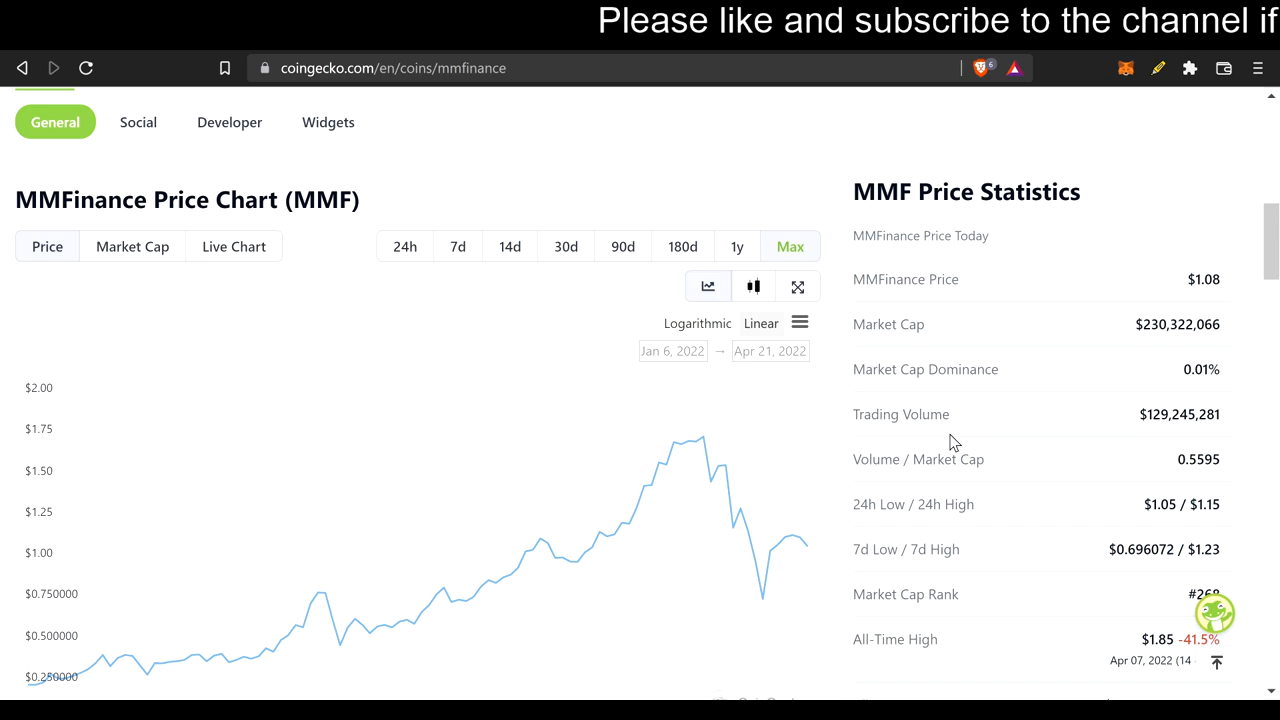 Please like and subscribe to the channel if
coingecko.com/en/coins/mmfinance
6
General Social Developer Widgets
MMFinance Price Chart (MMF)
Price Market Cap Live Chart
24h 7d 14d 30d 90d 180d 1y Max
Logarithmic Linear
Jan 6, 2022 → Apr 21, 2022
$2.00
$1.75
$1.50
$1.25
$1.00
$0.750000
$0.500000
$0.250000
MMF Price Statistics
MMFinance Price Today
MMFinance Price $1.08
Market Cap $230,322,066
Market Cap Dominance 0.01%
Trading Volume $129,245,281
Volume / Market Cap 0.5595
24h Low / 24h High $1.05 / $1.15
7d Low / 7d High $0.696072 / $1.23
Market Cap Rank #268
All-Time High $1.85 -41.5%
Apr 07, 2022 (14